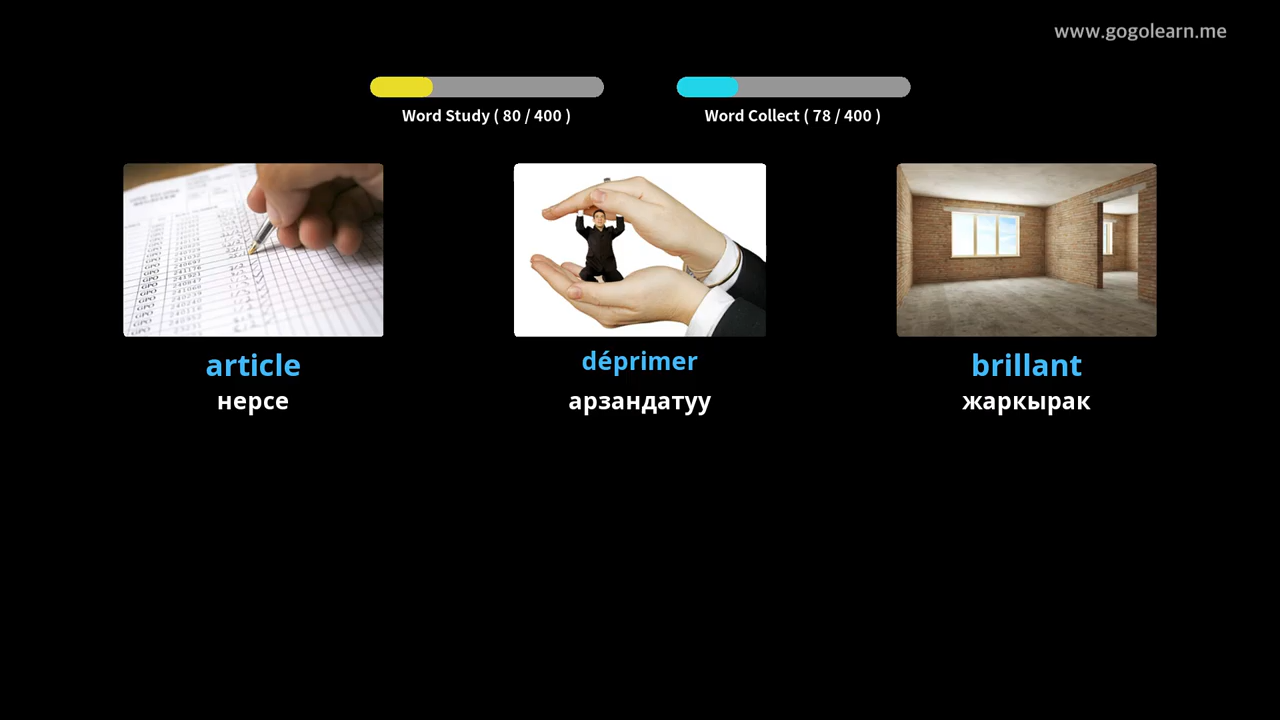 www.gogolearn.me
Word Study ( 80 / 400 )
Word Collect ( 78 / 400 )
article
déprimer
brillant
нерсе
арзандатуу
жаркырак